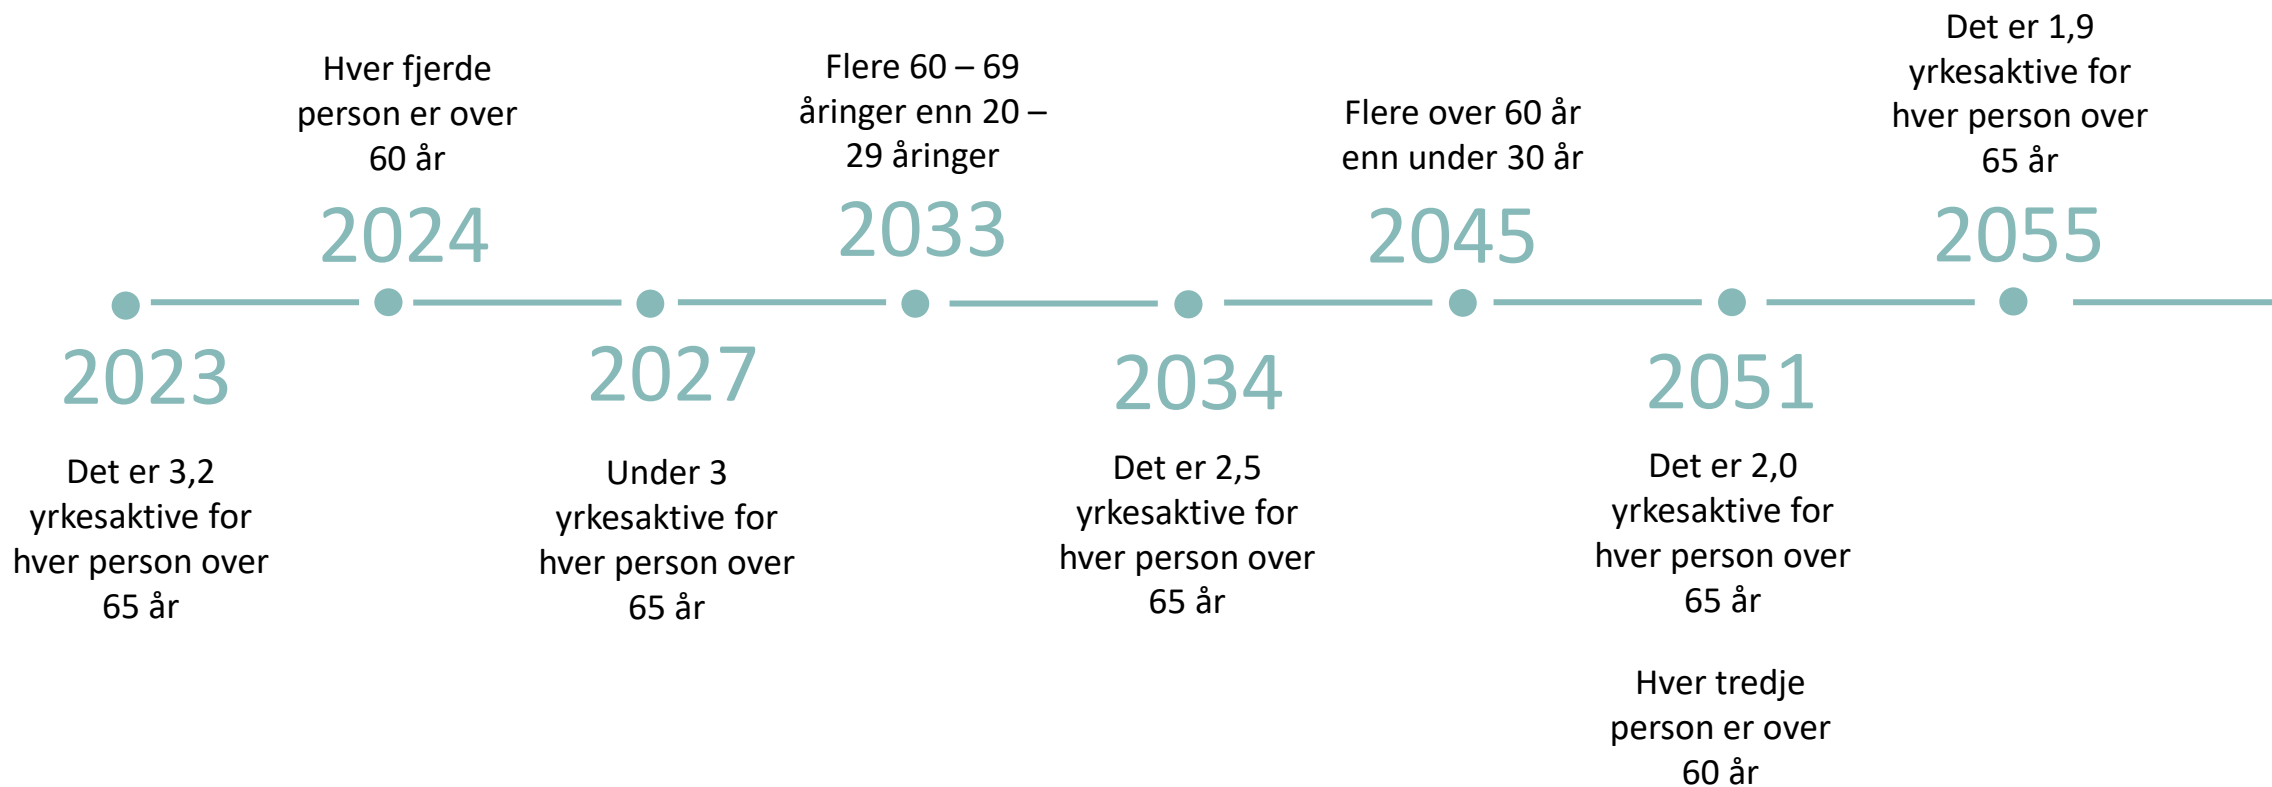 2023
Det er 3,2
yrkesaktive for
hver person over
65 år
Hver fjerde
person er over
60 år
2024
2027
Under 3
yrkesaktive for
hver person over
65 år
Flere 60 – 69
åringer enn 20 –
29 åringer
2033
2034
Det er 2,5
yrkesaktive for
hver person over
65 år
Flere over 60 år
enn under 30 år
2045
2051
Det er 2,0
yrkesaktive for
hver person over
65 år
Hver tredje
person er over
60 år
Det er 1,9
yrkesaktive for
hver person over
65 år
2055